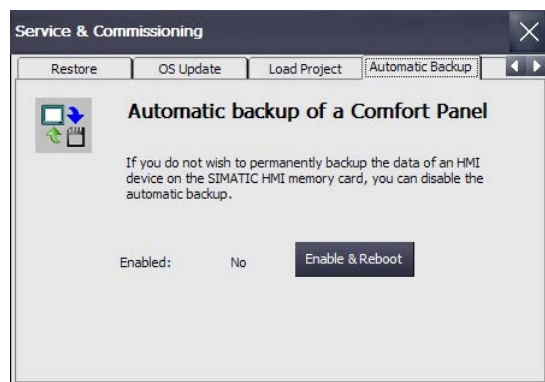 Service & Commissioning
Restore
OS Update
Load Project
Automatic Backup
Automatic backup of a Comfort Panel
If you do not wish to permanently backup the data of an HMI
device on the SIMATIC HMI memory card, you can disable the
automatic backup.
Enabled: No
Enable & Reboot